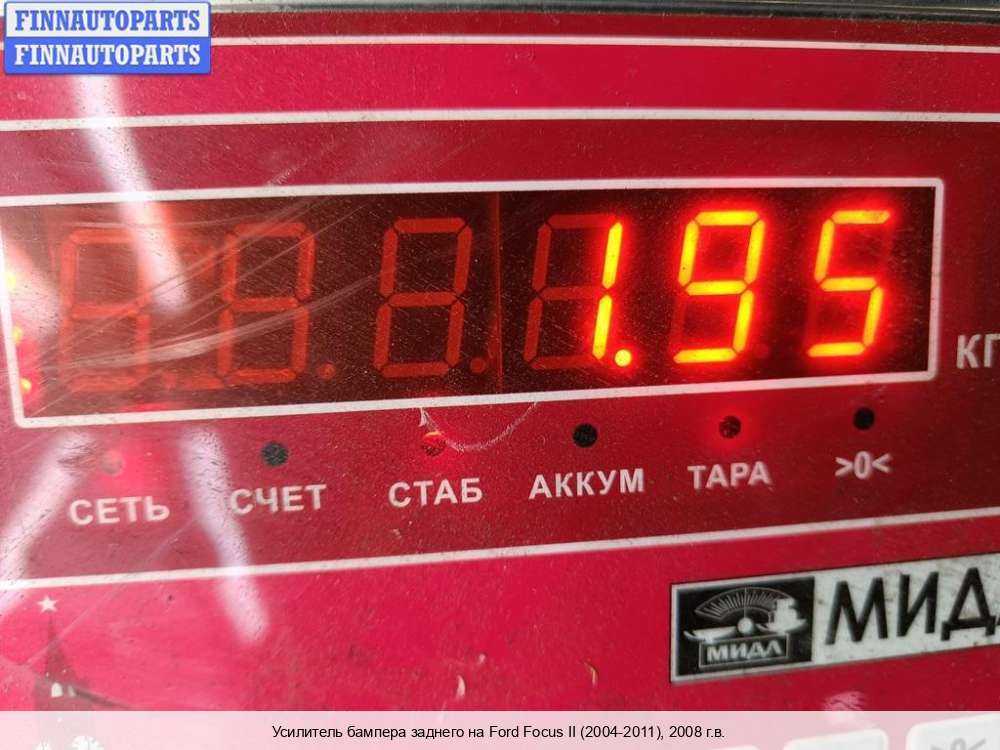 FINNAUTOPARTS
FINNAUTOPARTS
1.95
КГ
СЕТЬ СЧЕТ СТАБ АККУМ ТАРА >0<
МИДЛ
МИДЛ
Усилитель бампера заднего на Ford Focus II (2004-2011), 2008 г.в.